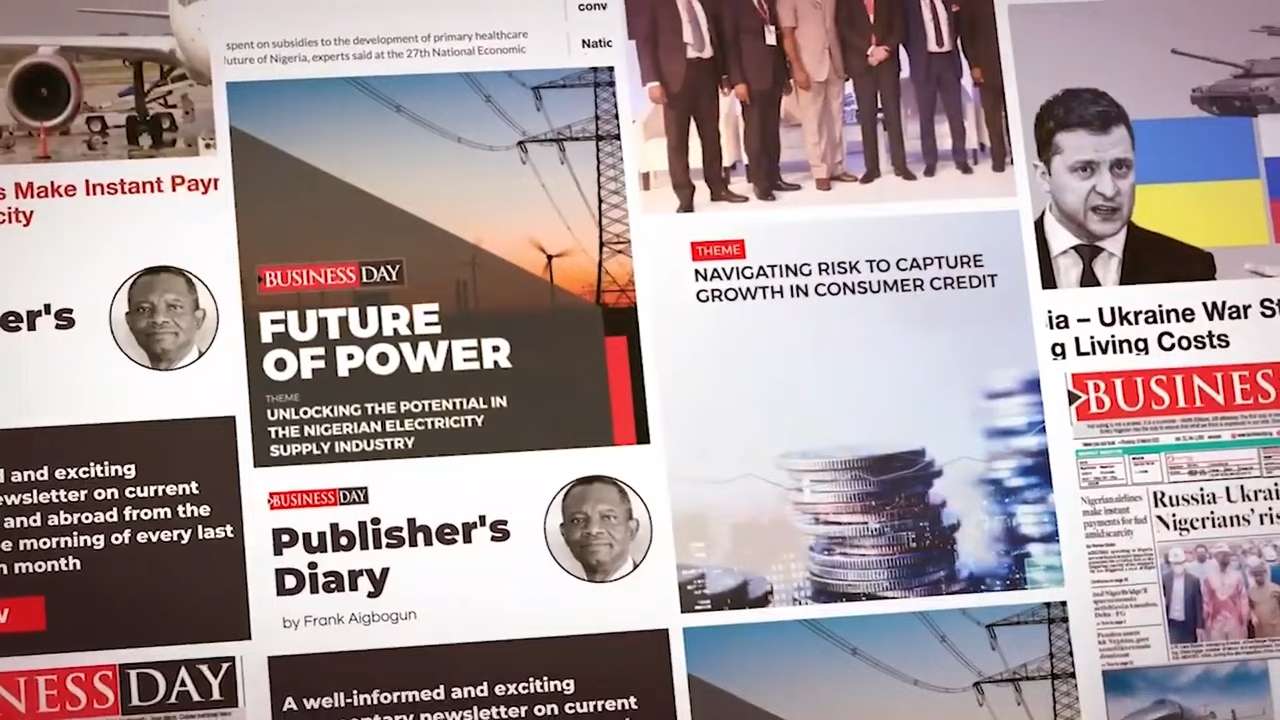 conv
Natic
spent on subsidies to the development of primary healthcare
future of Nigeria, experts said at the 27th National Economic
s Make Instant Payr
city
er's
l and exciting
ewsletter on current
and abroad from the
e morning of every last
n month
W
NESS DAY
BUSINESS DAY
FUTURE
OF POWER
THEME
UNLOCKING THE POTENTIAL IN
THE NIGERIAN ELECTRICITY
SUPPLY INDUSTRY
BUSINESS DAY
Publisher's
Diary
by Frank Aigbogun
A well-informed and exciting
entary newsletter on current
THEME
NAVIGATING RISK TO CAPTURE
GROWTH IN CONSUMER CREDIT
ia – Ukraine War St
g Living Costs
BUSINES
Nigerian airlines
make instant
payments for fuel
amid scarcity
Russia-Ukrai
Nigerians' ris